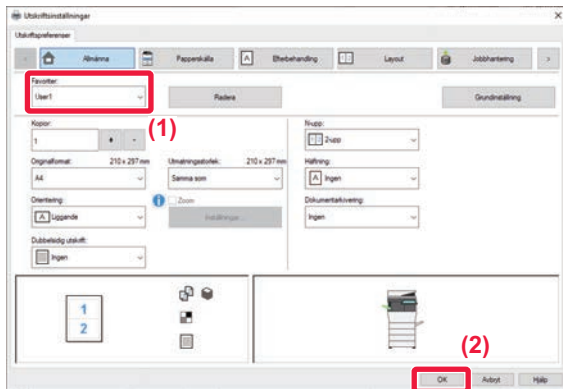 Utskriftsinställningar
Utskriftspreferenser
Allmänna Papperskälla A Efterbehandling Layout Jobbhantering
Favoriter:
User1 Radera Grundinställning
(1)
Kopior: N-upp:
1 + - 2-upp
Originalformat: 210 x 297 mm Utmatningsstorlek: 210 x 297 mm Häftning:
A4 Samma som A Ingen
Orientering: Zoom Dokumentarkivering:
A Liggande Inställningar... Ingen
Dubbelsidig utskrift:
Ingen
1
2
(2)
OK Avbryt Hjälp